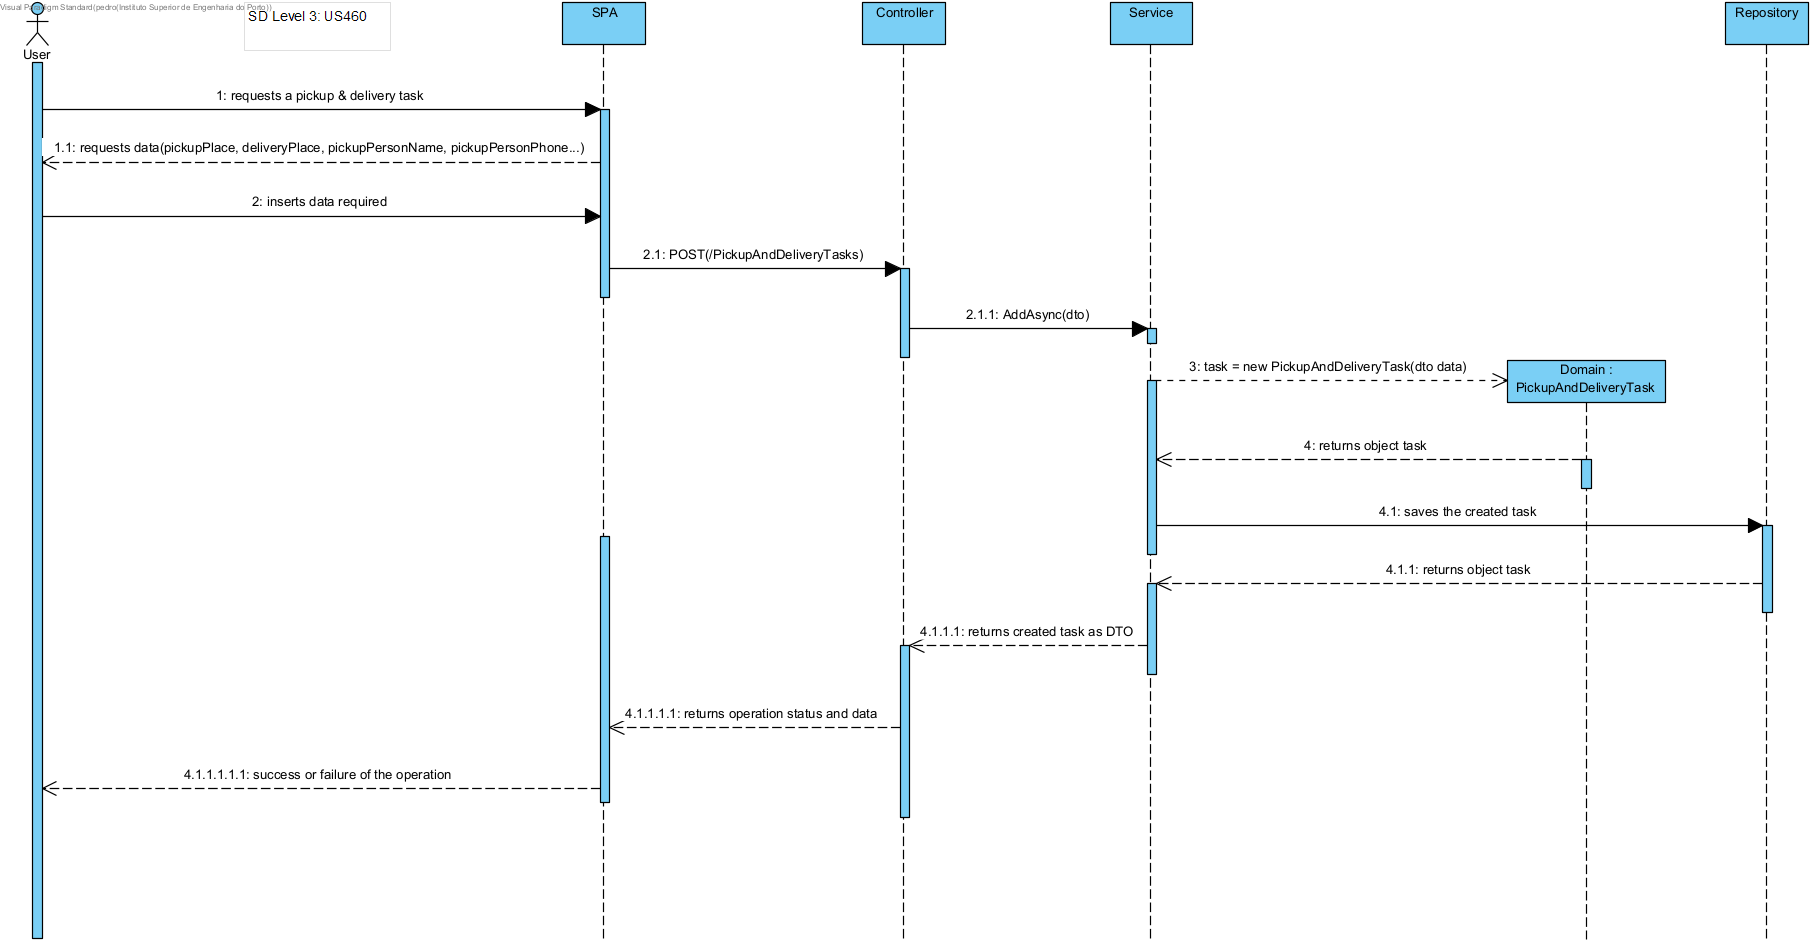 Visual Paradigm Standard(pedro(Instituto Superior de Engenharia do Porto))
SD Level 3: US460
User
SPA
Controller
Service
Repository
1: requests a pickup & delivery task
1.1: requests data(pickupPlace, deliveryPlace, pickupPersonName, pickupPersonPhone...)
2: inserts data required
2.1: POST(/PickupAndDeliveryTasks)
2.1.1: AddAsync(dto)
3: task = new PickupAndDeliveryTask(dto data)
Domain :
PickupAndDeliveryTask
4: returns object task
4.1: saves the created task
4.1.1: returns object task
4.1.1.1: returns created task as DTO
4.1.1.1.1: returns operation status and data
4.1.1.1.1.1: success or failure of the operation